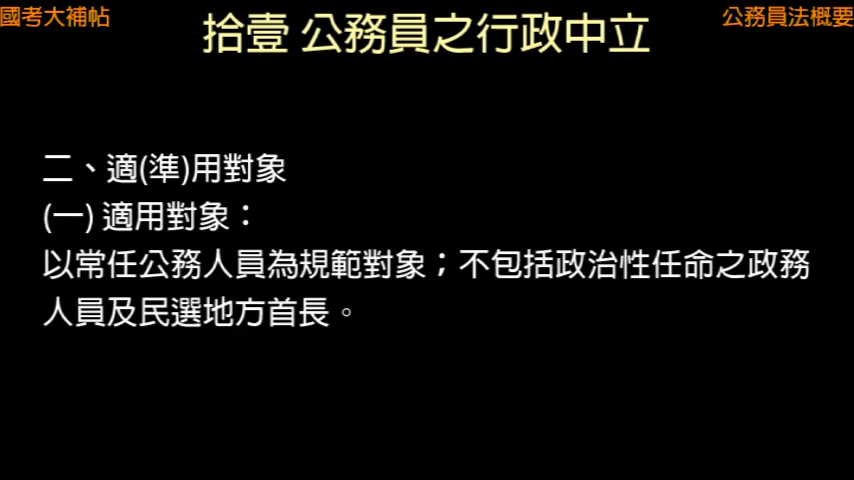 國考大補帖
公務員法概要
拾壹 公務員之行政中立
二、適(準)用對象
(一) 適用對象：
以常任公務人員為規範對象；不包括政治性任命之政務
人員及民選地方首長。